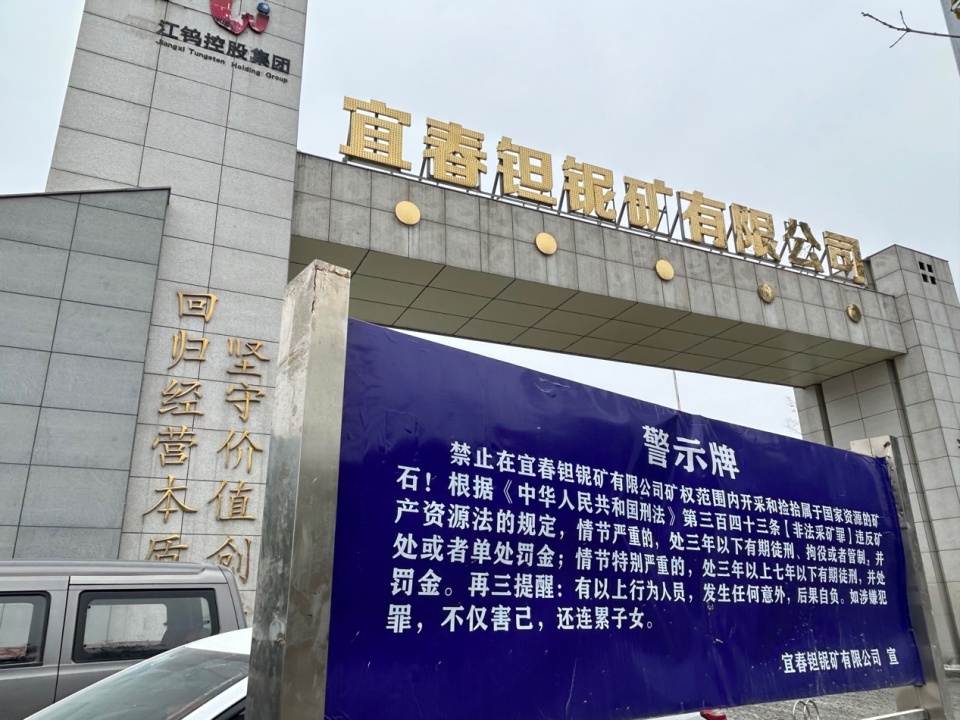 江钨控股集团
Jiangxi Tungsten Holding Group
宜春钽铌矿有限公司
坚守价值创
回归经营本质
警示牌
禁止在宜春钽铌矿有限公司矿权范围内开采和捡拾属于国家资源的矿
石！根据《中华人民共和国刑法》第三百四十三条【非法采矿罪】违反矿
产资源法的规定，情节严重的，处三年以下有期徒刑、拘役或者管制，并
处或者单处罚金；情节特别严重的，处三年以上七年以下有期徒刑，并处
罚金。再三提醒：有以上行为人员，发生任何意外，后果自负。如涉嫌犯
罪，不仅害己，还连累子女。
宜春钽铌矿有限公司 宣